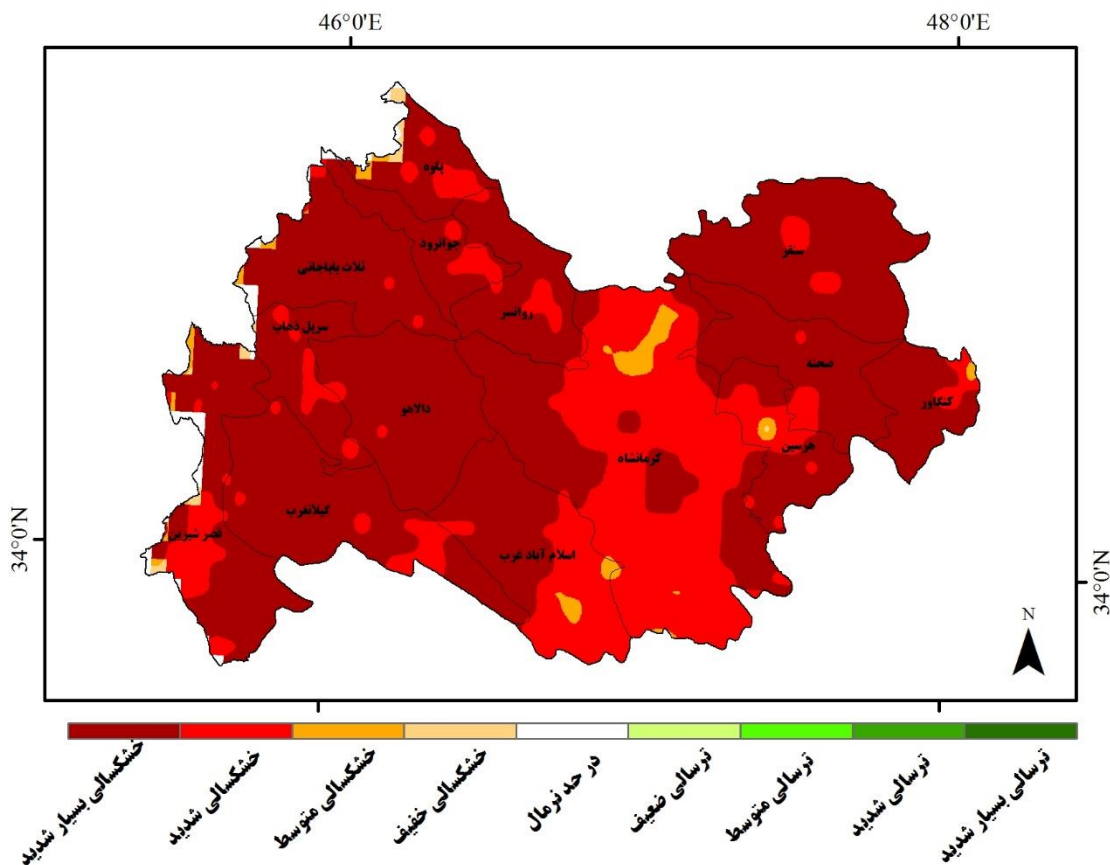 46°0'E
48°0'E
پاوه
جوانرود
سنقر
ثلاث باباجانی
روانسر
سرپل ذهاب
صحنه
کنگاور
دالاهو
هرسین
کرمانشاه
گیلانغرب
قصر شیرین
اسلام آباد غرب
34°0'N
34°0'N
N
خشکسالی بسیار شدید
خشکسالی شدید
خشکسالی متوسط
خشکسالی خفیف
در حد نرمال
ترسالی ضعیف
ترسالی متوسط
ترسالی شدید
ترسالی بسیار شدید